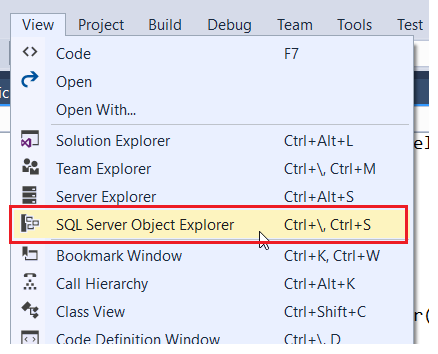 View Project Build Debug Team Tools Test
Code F7
Open
Open With...
Solution Explorer Ctrl+Alt+L
Team Explorer Ctrl+\, Ctrl+M
Server Explorer Ctrl+Alt+S
SQL Server Object Explorer Ctrl+\, Ctrl+S
Bookmark Window Ctrl+K, Ctrl+W
Call Hierarchy Ctrl+Alt+K
Class View Ctrl+Shift+C
Code Definition Window Ctrl+\, D